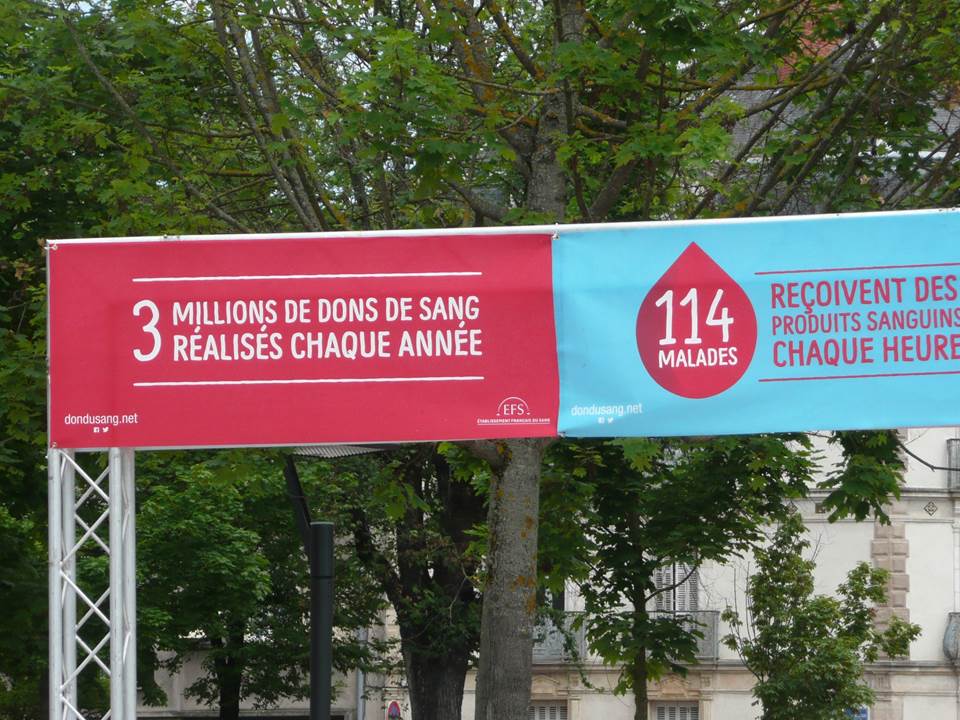 3 MILLIONS DE DONS DE SANG
RÉALISÉS CHAQUE ANNÉE
dondusang.net
EFS
ÉTABLISSEMENT FRANÇAIS DU SANG
114
MALADES
REÇOIVENT DES
PRODUITS SANGUINS
CHAQUE HEURE
dondusang.net